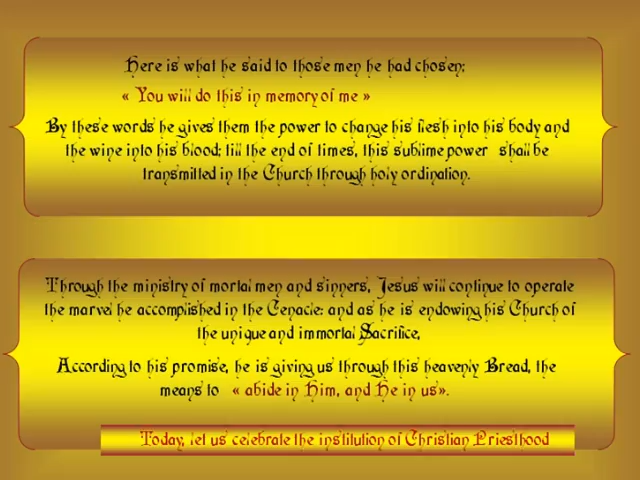 Here is what he said to those men he had chosen;
« You will do this in memory of me »
By these words he gives them the power to change his flesh into his body and
the wine into his blood; till the end of times, this sublime power shall be
transmitted in the Church through holy ordination.
Through the ministry of mortal men and sinners, Jesus will continue to operate
the marvel he accomplished in the Cenacle: and as he is endowing his Church of
the unique and immortal Sacrifice,
According to his promise, he is giving us through this heavenly Bread, the
means to « abide in Him, and He in us».
Today, let us celebrate the institution of Christian Priesthood